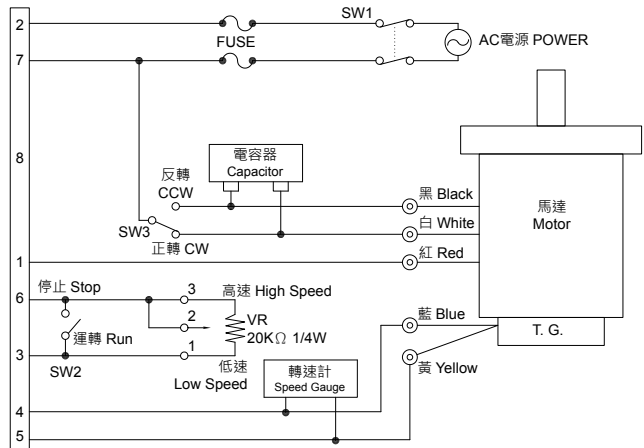 2
SW1
FUSE
AC電源 POWER
7
8
電容器
Capacitor
反轉
CCW
黑 Black
馬達
Motor
白 White
SW3
正轉 CW
紅 Red
1
停止 Stop
6
3
高速 High Speed
藍 Blue
2
VR
20KΩ 1/4W
運轉 Run
T. G.
3
1
低速
Low Speed
SW2
轉速計
Speed Gauge
黃 Yellow
4
5